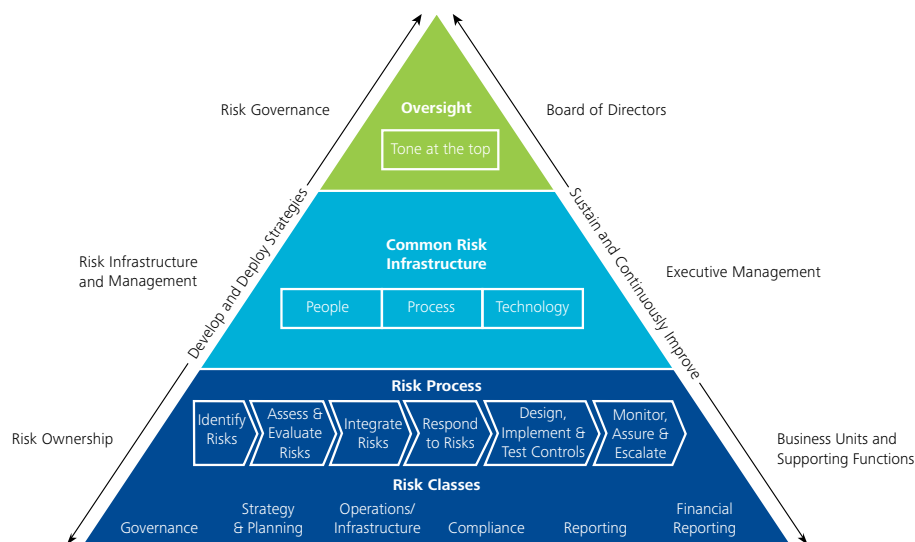 Risk Governance
Oversight
Board of Directors
Tone at the top
Develop and Deploy Strategies
Sustain and Continuously Improve
Risk Infrastructure
and Management
Common Risk
Infrastructure
Executive Management
People
Process
Technology
Risk Process
Risk Ownership
Identify
Risks
Assess &
Evaluate
Risks
Integrate
Risks
Respond
to Risks
Design,
Implement &
Test Controls
Monitor,
Assure &
Escalate
Business Units and
Supporting Functions
Risk Classes
Governance
Strategy
& Planning
Operations/
Infrastructure
Compliance
Reporting
Financial
Reporting